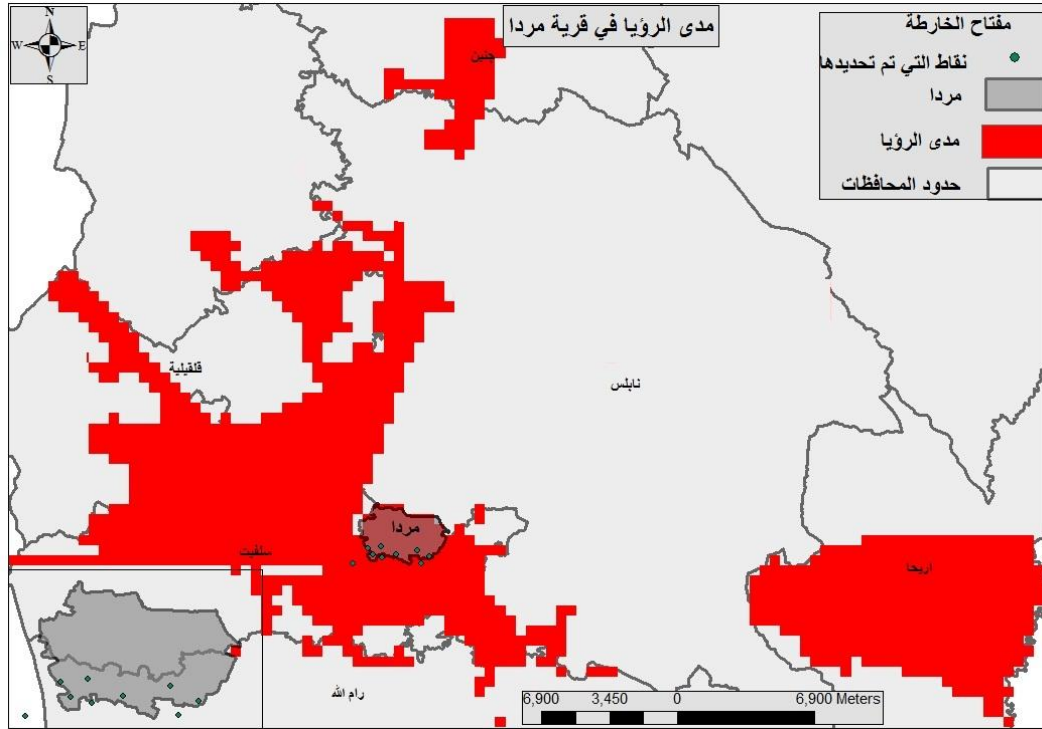 N
W E
S
مدى الرؤيا في قرية مردا
مفتاح الخارطة
نقاط التي تم تحديدها
مردا
مدى الرؤيا
حدود المحافظات
جنين
قلقيلية
نابلس
مردا
سلفيت
اريحا
رام الله
6,900 3,450 0 6,900 Meters